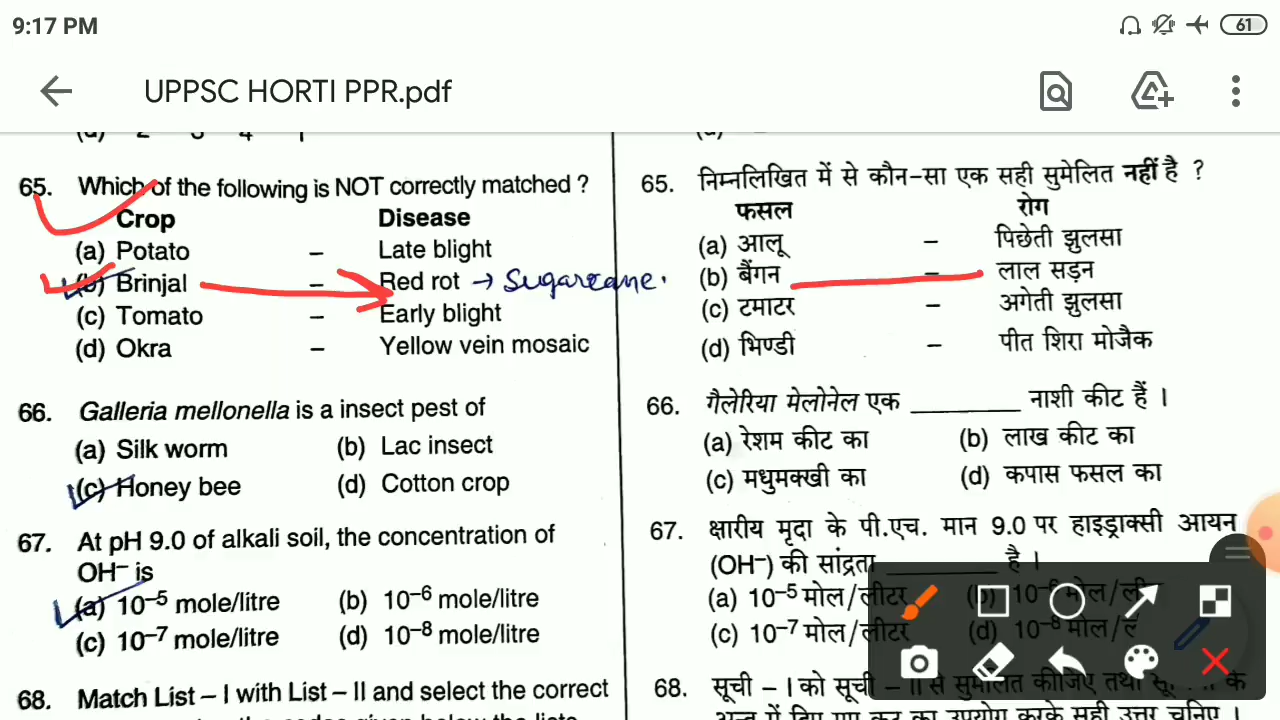 9:17 PM
61
UPPSC HORTI PPR.pdf
65. Which of the following is NOT correctly matched ?
Crop Disease
(a) Potato – Late blight
(b) Brinjal – Red rot → Sugarcane.
(c) Tomato – Early blight
(d) Okra – Yellow vein mosaic
66. Galleria mellonella is a insect pest of
(a) Silk worm (b) Lac insect
(c) Honey bee (d) Cotton crop
67. At pH 9.0 of alkali soil, the concentration of
OH⁻ is
(a) 10⁻⁵ mole/litre (b) 10⁻⁶ mole/litre
(c) 10⁻⁷ mole/litre (d) 10⁻⁸ mole/litre
68. Match List – I with List – II and select the correct
65. निम्नलिखित में से कौन-सा एक सही सुमेलित नहीं है ?
फसल रोग
(a) आलू – पिछेती झुलसा
(b) बैंगन – लाल सड़न
(c) टमाटर – अगेती झुलसा
(d) भिण्डी – पीत शिरा मोजैक
66. गैलेरिया मेलोनेल एक ________ नाशी कीट हैं ।
(a) रेशम कीट का (b) लाख कीट का
(c) मधुमक्खी का (d) कपास फसल का
67. क्षारीय मृदा के पी.एच. मान 9.0 पर हाइड्राक्सी आयन
(OH⁻) की सांद्रता ________ है ।
(a) 10⁻⁵ मोल/लीटर (b)
(c) 10⁻⁷ मोल/लीटर (d) 10⁻⁸ मोल/
68. सूची – I को सूची – II से सुमेलित कीजिए तथा